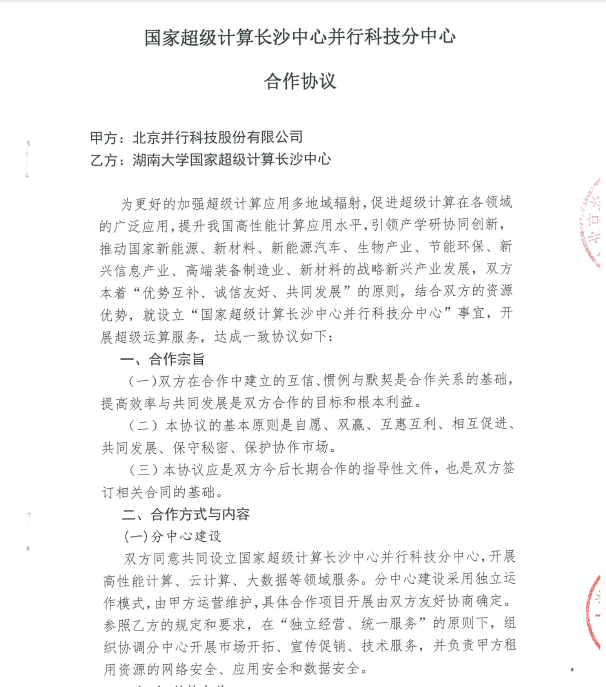 国家超级计算长沙中心并行科技分中心
合作协议
甲方：北京并行科技股份有限公司
乙方：湖南大学国家超级计算长沙中心
为更好的加强超级计算应用多地域辐射，促进超级计算在各领域
的广泛应用，提升我国高性能计算应用水平，引领产学研协同创新，
推动国家新能源、新材料、新能源汽车、生物产业、节能环保、新
兴信息产业、高端装备制造业、新材料的战略新兴产业发展，双方
本着“优势互补、诚信友好、共同发展”的原则，结合双方的资源
优势，就设立“国家超级计算长沙中心并行科技分中心”事宜，开
展超级运算服务，达成一致协议如下：
一、合作宗旨
（一）双方在合作中建立的互信、惯例与默契是合作关系的基础，
提高效率与共同发展是双方合作的目标和根本利益。
（二）本协议的基本原则是自愿、双赢、互惠互利、相互促进、
共同发展、保守秘密、保护协作市场。
（三）本协议应是双方今后长期合作的指导性文件，也是双方签
订相关合同的基础。
二、合作方式与内容
(一)分中心建设
双方同意共同设立国家超级计算长沙中心并行科技分中心，开展
高性能计算、云计算、大数据等领域服务。分中心建设采用独立运
作模式，由甲方运营维护，具体合作项目开展由双方友好协商确定。
参照乙方的规定和要求，在“独立经营、统一服务”的原则下，组
织协调分中心开展市场开拓、宣传促销、技术服务，并负责甲方租
用资源的网络安全、应用安全和数据安全。